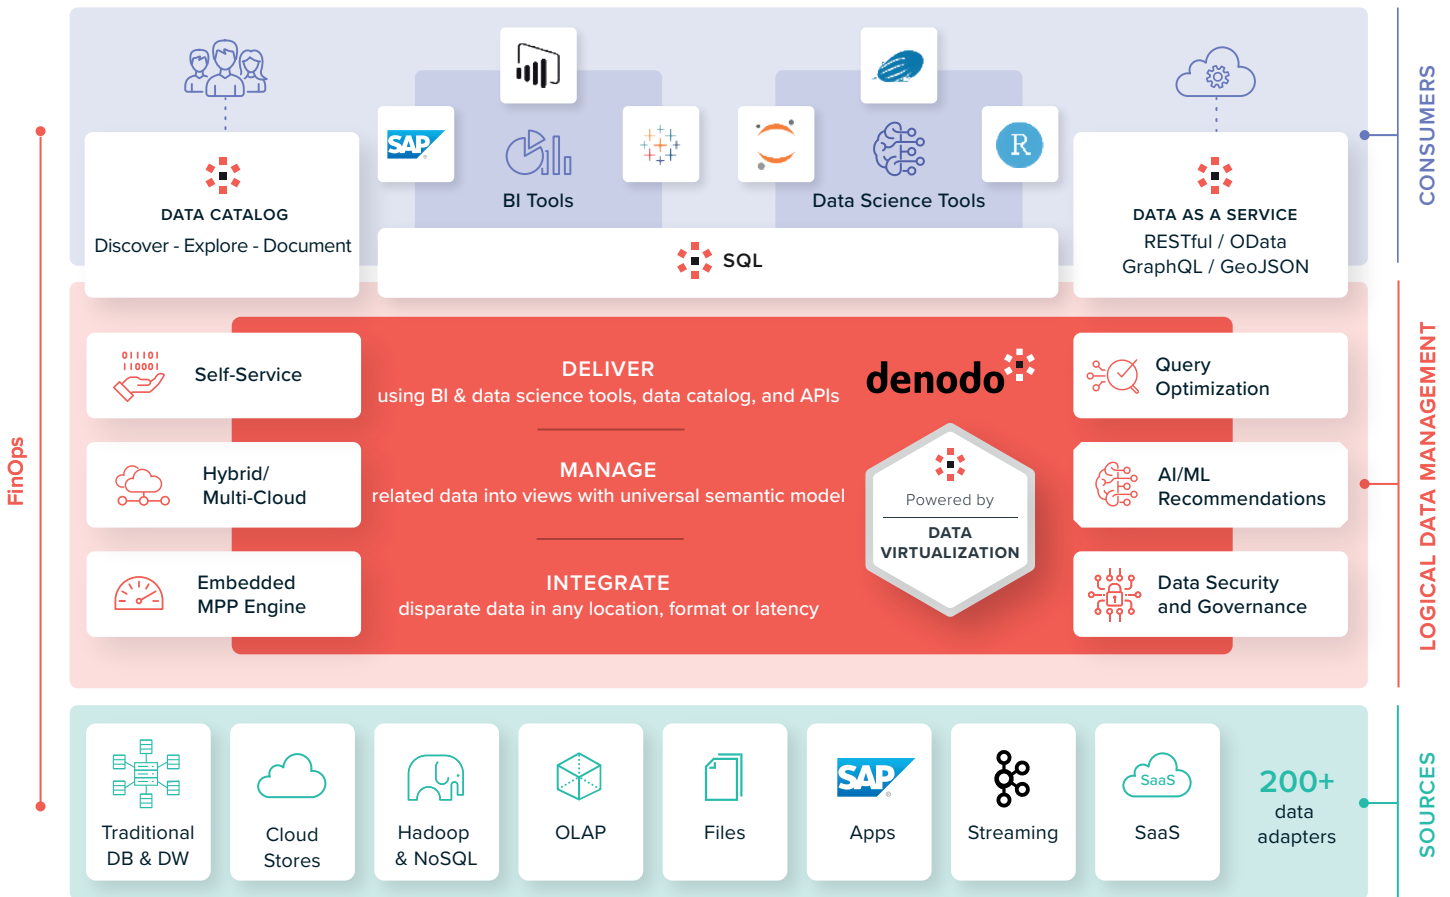 CONSUMERS
SAP
BI Tools
R
Data Science Tools
DATA CATALOG
Discover - Explore - Document
SQL
DATA AS A SERVICE
RESTful / OData
GraphQL / GeoJSON
FinOps
LOGICAL DATA MANAGEMENT
011101
110001
Self-Service
Hybrid/
Multi-Cloud
Embedded
MPP Engine
DELIVER
using BI & data science tools, data catalog, and APIs
MANAGE
related data into views with universal semantic model
INTEGRATE
disparate data in any location, format or latency
denodo
Powered by
DATA
VIRTUALIZATION
Query
Optimization
AI/ML
Recommendations
Data Security
and Governance
SOURCES
Traditional
DB & DW
Cloud
Stores
Hadoop
& NoSQL
OLAP
Files
SAP
Apps
Streaming
SaaS
SaaS
200+
data
adapters